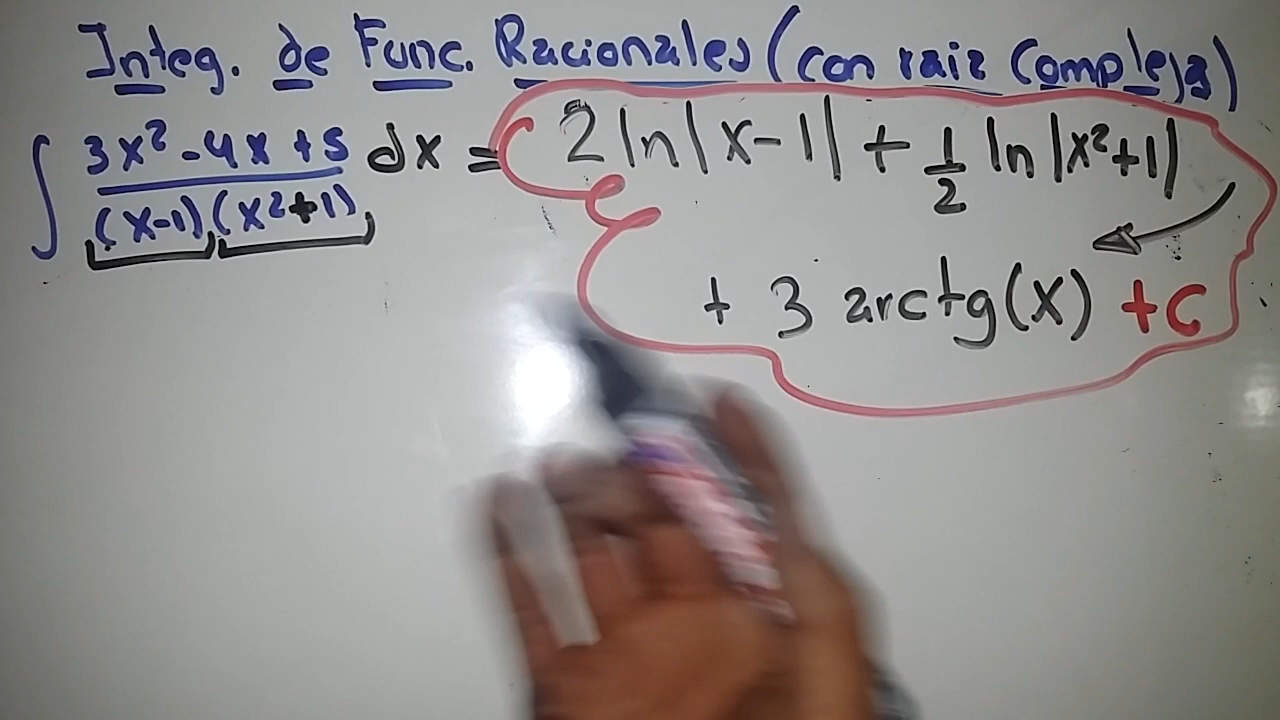 Integ. de Func. Racionales (con raiz Compleja)
∫ (3x² - 4x + 5) / ((x-1)(x²+1)) dx = 2 ln|x-1| + 1/2 ln|x²+1|
+ 3 arctg(x) + c